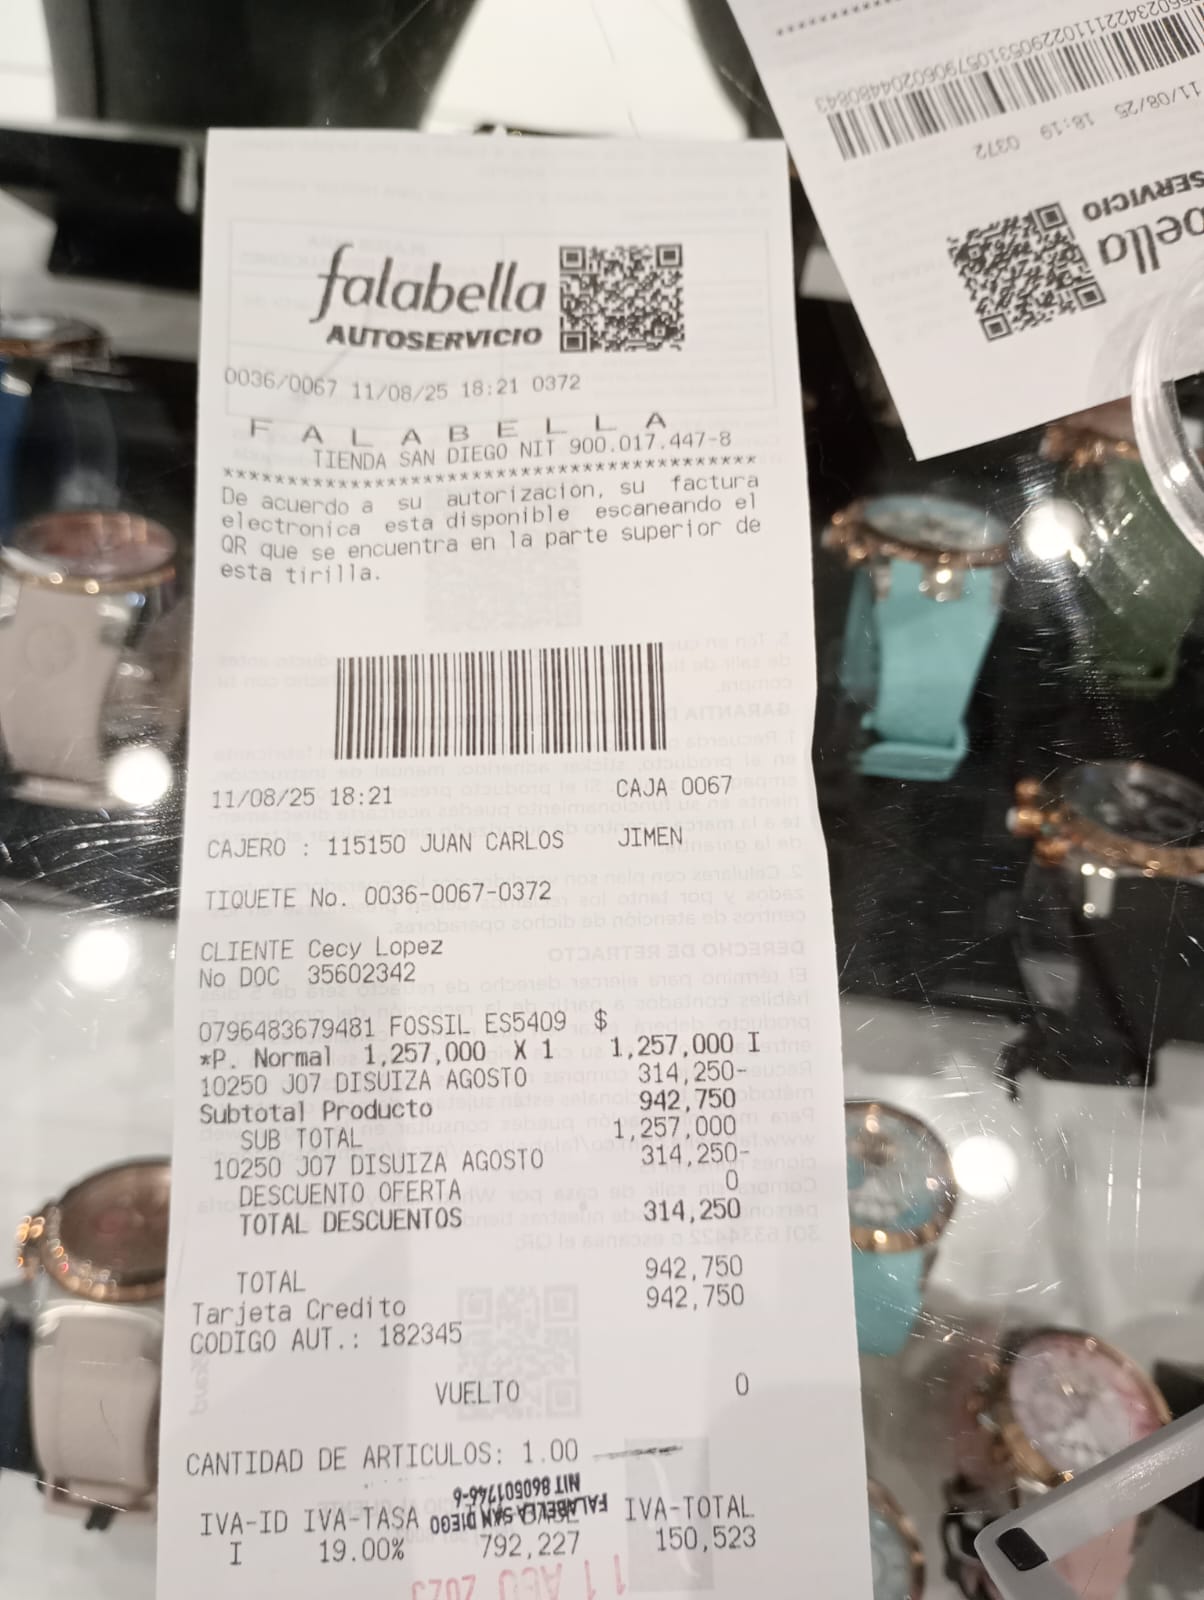 falabella
AUTOSERVICIO
0036/0067 11/08/25 18:21 0372
F A L A B E L L A
TIENDA SAN DIEGO NIT 900.017.447-8
*******************************************
De acuerdo a su autorizacion, su factura
electronica esta disponible escaneando el
QR que se encuentra en la parte superior de
esta tirilla.
11/08/25 18:21 CAJA 0067
CAJERO : 115150 JUAN CARLOS JIMEN
TIQUETE No. 0036-0067-0372
CLIENTE Cecy Lopez
No DOC 35602342
0796483679481 FOSSIL ES5409 $
*P. Normal 1,257,000 X 1 1,257,000 I
10250 J07 DISUIZA AGOSTO 314,250-
Subtotal Producto 942,750
SUB TOTAL 1,257,000
10250 J07 DISUIZA AGOSTO 314,250-
DESCUENTO OFERTA 0
TOTAL DESCUENTOS 314,250
TOTAL 942,750
Tarjeta Credito 942,750
CODIGO AUT.: 182345
VUELTO 0
CANTIDAD DE ARTICULOS: 1.00
FALABELLA SAN DIEGO
NIT 860501746-6
IVA-ID IVA-TASA IVA-TOTAL
I 19.00% 792,227 150,523
11 AGO 2025
11/08/25 18:19 0372
bella
SERVICIO